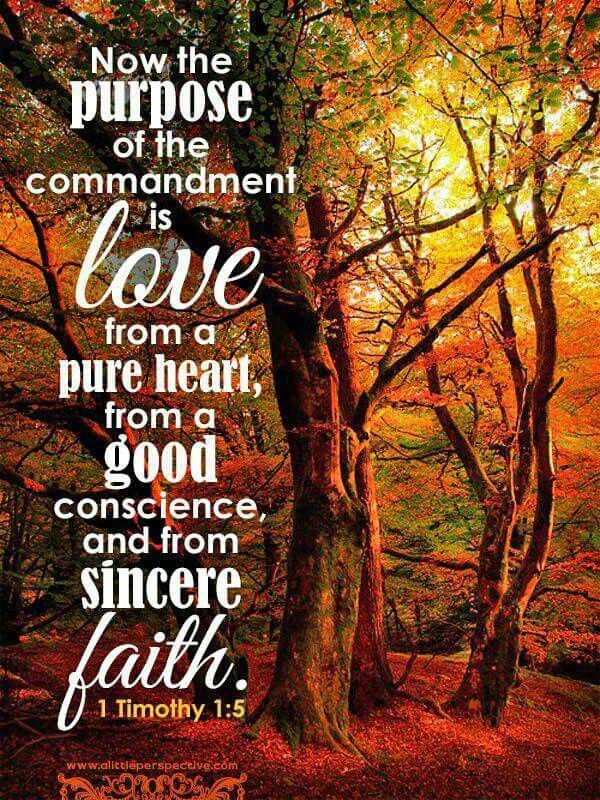 Now the
purpose
of the
commandment
is
love
from a
pure heart,
from a
good
conscience,
and from
sincere
faith.
1 Timothy 1:5
www.alittleperspective.com